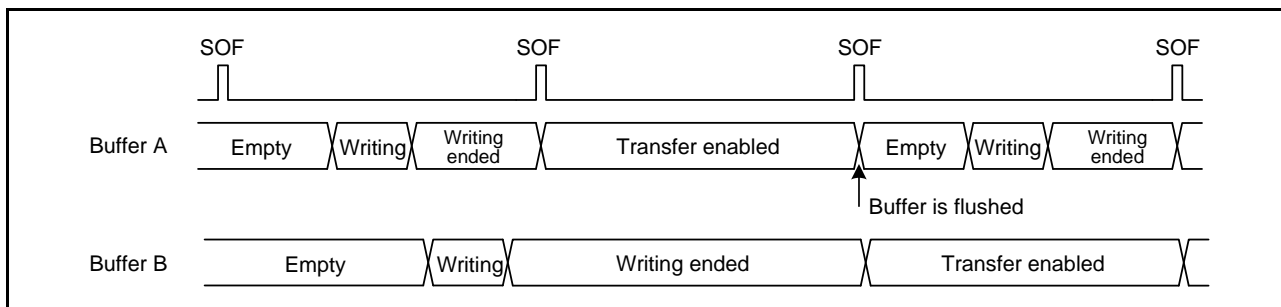 SOF SOF SOF SOF
Buffer A Empty Writing Writing ended Transfer enabled Empty Writing Writing ended
Buffer is flushed
Buffer B Empty Writing Writing ended Transfer enabled